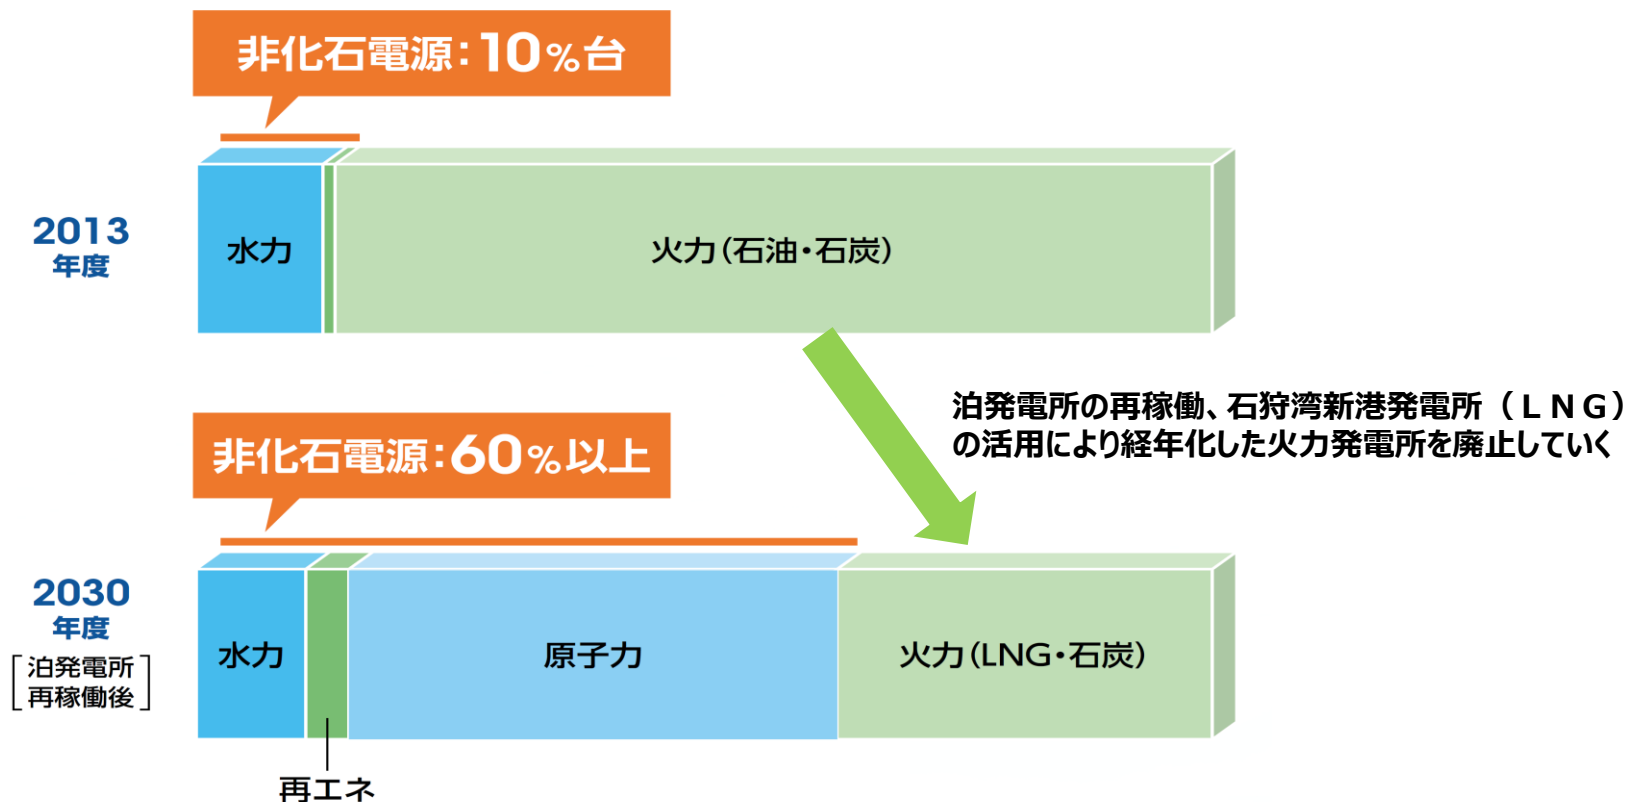 非化石電源：10％台
2013
年度
水力
火力（石油・石炭）
泊発電所の再稼働、石狩湾新港発電所（ＬＮＧ）
の活用により経年化した火力発電所を廃止していく
非化石電源：60％以上
2030
年度
［泊発電所
再稼働後］
水力
原子力
火力（LNG・石炭）
再エネ